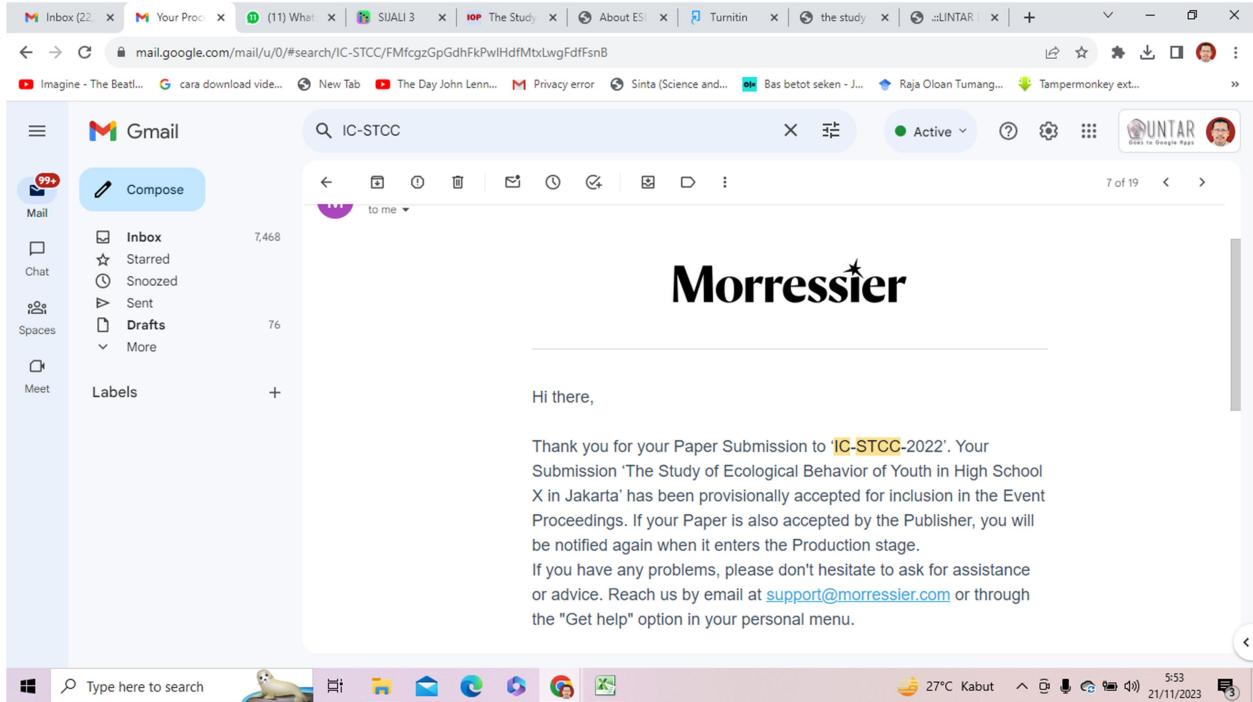 Inbox (22,
Your Proc
(11) What
SIJALI 3
IOP The Study
About ESI
Turnitin
the study
.::LINTAR
mail.google.com/mail/u/0/#search/IC-STCC/FMfcgzGpGdhFkPwIHdfMtxLwgFdfFsnB
Imagine - The Beatl...
cara download vide...
New Tab
The Day John Lenn...
Privacy error
Sinta (Science and...
olx Bas betot seken - J...
Raja Oloan Tumang...
Tampermonkey ext...
Gmail
IC-STCC
Active
UNTAR
Goes to Google Apps
99+
Mail
Chat
Spaces
Meet
Compose
Inbox 7,468
Starred
Snoozed
Sent
Drafts 76
More
Labels
7 of 19
to me
Morressier
Hi there,
Thank you for your Paper Submission to ‘IC-STCC-2022’. Your
Submission ‘The Study of Ecological Behavior of Youth in High School
X in Jakarta’ has been provisionally accepted for inclusion in the Event
Proceedings. If your Paper is also accepted by the Publisher, you will
be notified again when it enters the Production stage.
If you have any problems, please don't hesitate to ask for assistance
or advice. Reach us by email at support@morressier.com or through
the "Get help" option in your personal menu.
Type here to search
27°C Kabut
5:53
21/11/2023
3